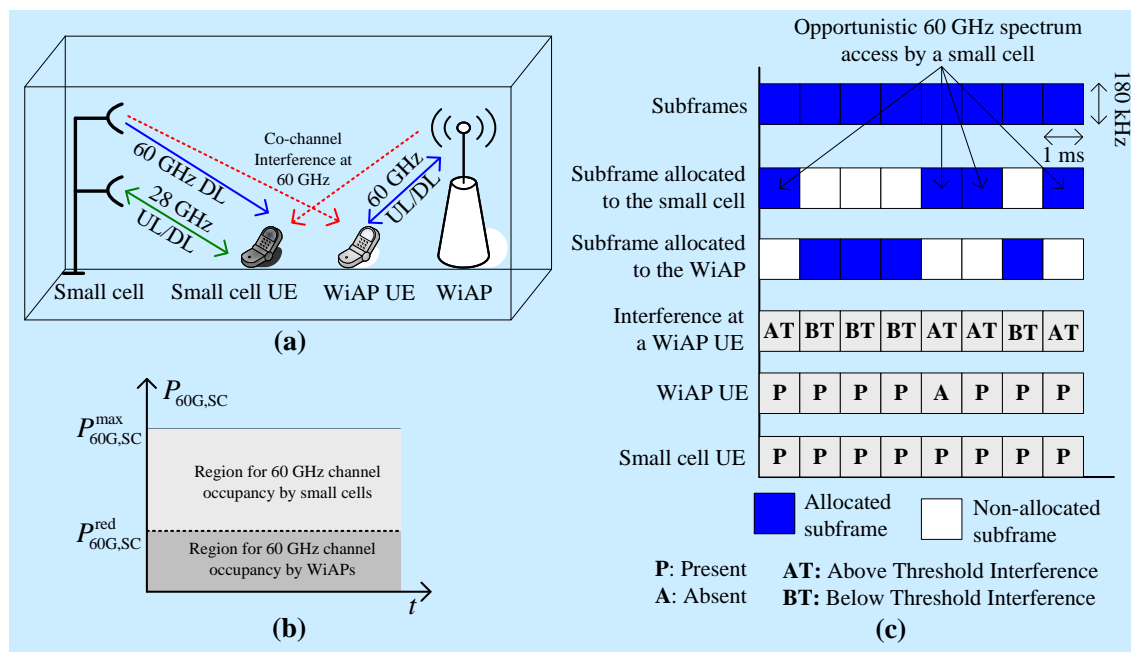 Co-channel
Interference at
60 GHz
60 GHz DL
28 GHz
UL/DL
60 GHz
UL/DL
Small cell
Small cell UE
WiAP UE
WiAP
(a)
P60G,SC
Pmax60G,SC
Region for 60 GHz channel
occupancy by small cells
Pred60G,SC
Region for 60 GHz channel
occupancy by WiAPs
t
(b)
Opportunistic 60 GHz spectrum
access by a small cell
Subframes
180 kHz
1 ms
Subframe allocated
to the small cell
Subframe allocated
to the WiAP
Interference at
a WiAP UE
AT BT BT BT AT AT BT AT
WiAP UE
P P P P A P P P
Small cell UE
P P P P P P P P
Allocated
subframe
Non-allocated
subframe
P: Present
AT: Above Threshold Interference
A: Absent
BT: Below Threshold Interference
(c)